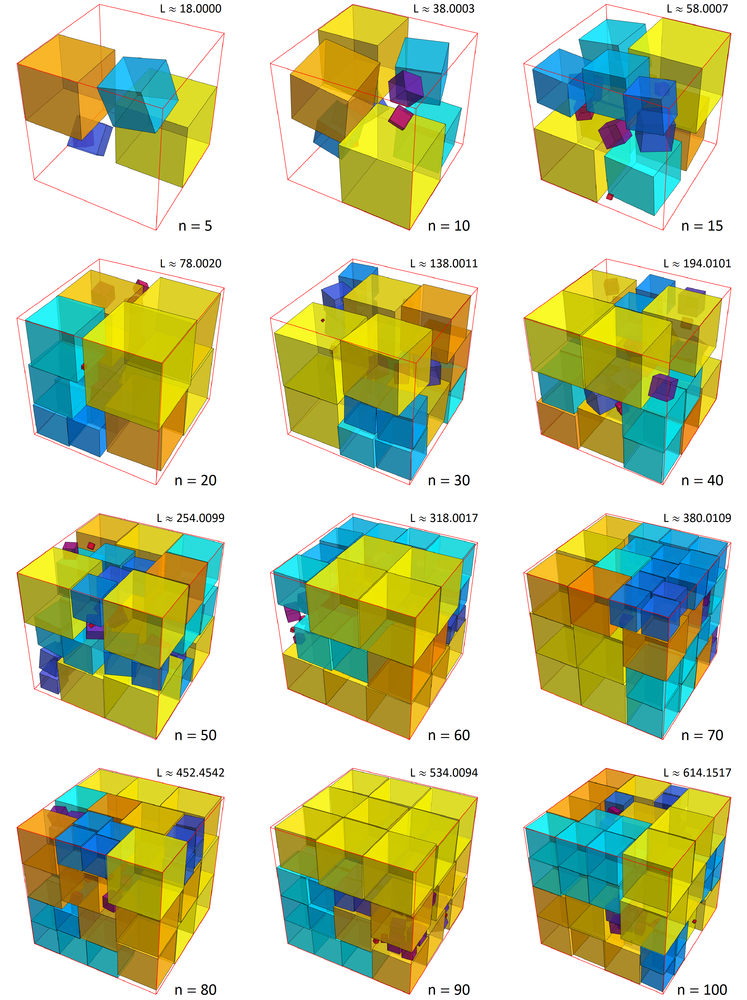 L ≈ 18.0000
L ≈ 38.0003
L ≈ 58.0007
n = 5
n = 10
n = 15
L ≈ 78.0020
L ≈ 138.0011
L ≈ 194.0101
n = 20
n = 30
n = 40
L ≈ 254.0099
L ≈ 318.0017
L ≈ 380.0109
n = 50
n = 60
n = 70
L ≈ 452.4542
L ≈ 534.0094
L ≈ 614.1517
n = 80
n = 90
n = 100